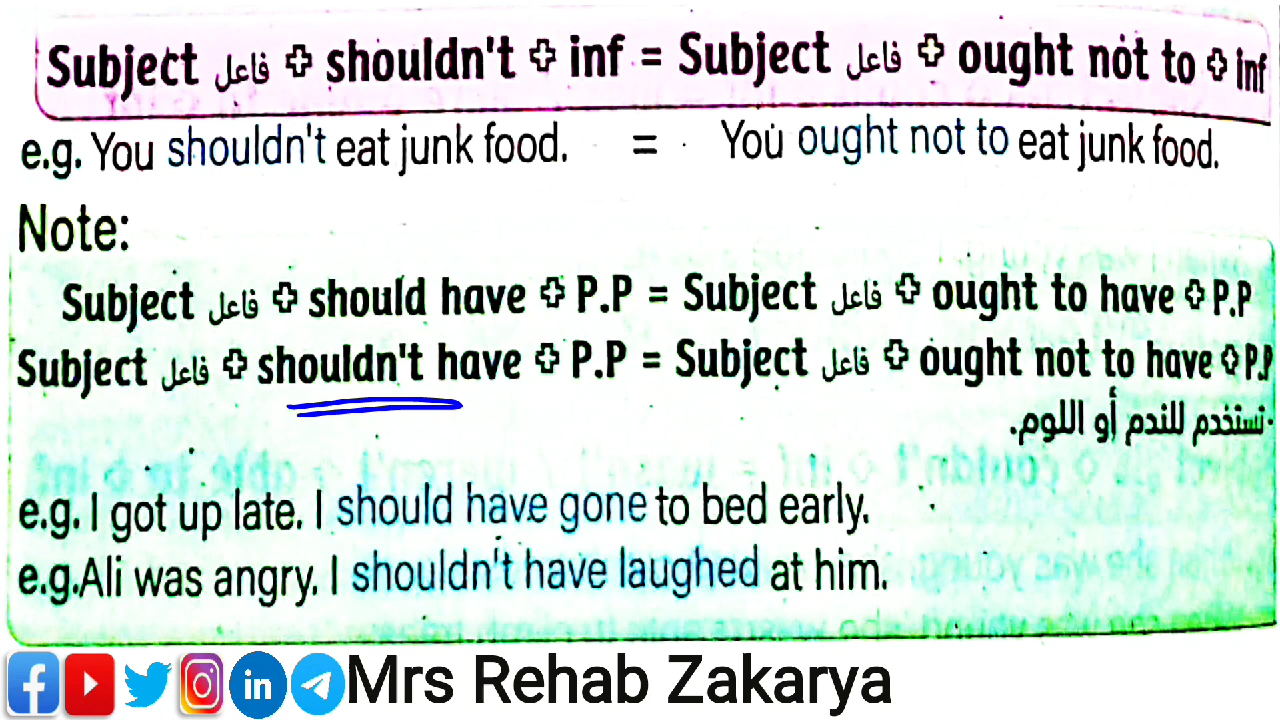 Subject فاعل + shouldn't + inf = Subject فاعل + ought not to + inf
e.g. You shouldn't eat junk food. = You ought not to eat junk food.
Note:
Subject فاعل + should have + P.P = Subject فاعل + ought to have + P.P
Subject فاعل + shouldn't have + P.P = Subject فاعل + ought not to have + P.P
تستخدم للندم أو اللوم.
e.g. I got up late. I should have gone to bed early.
e.g.Ali was angry. I shouldn't have laughed at him.
Mrs Rehab Zakarya